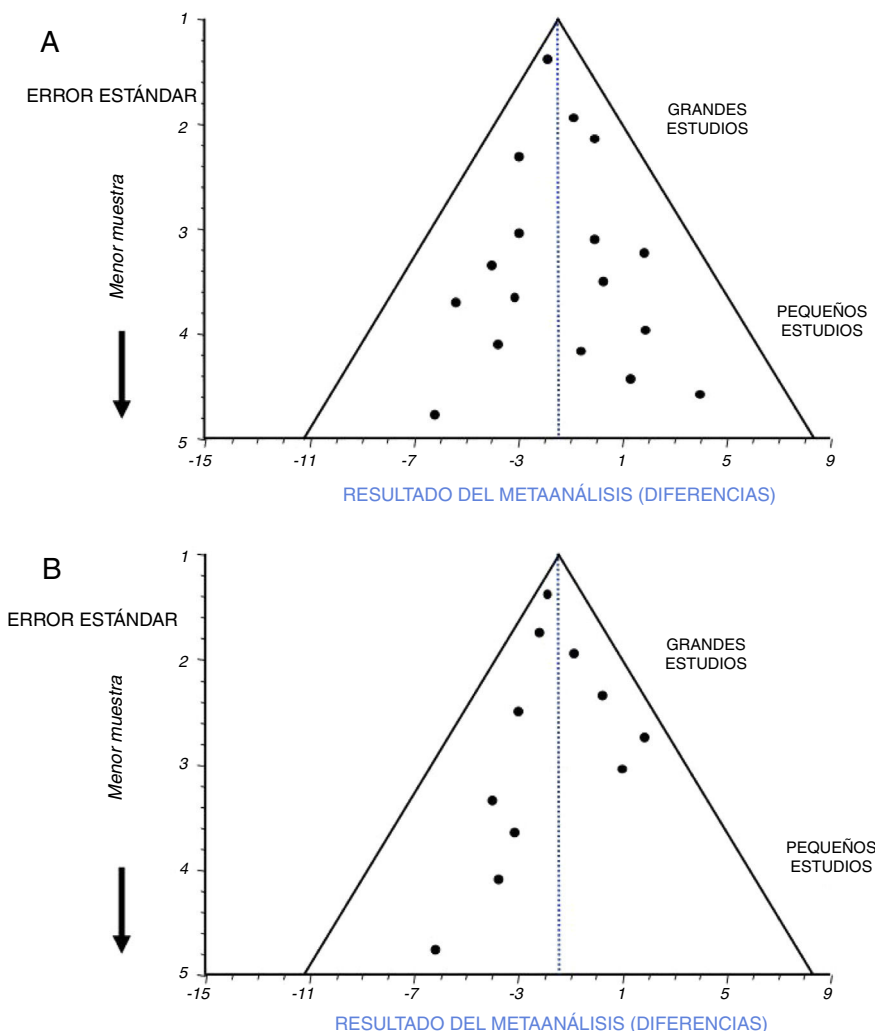 A
ERROR ESTÁNDAR
Menor muestra
1
2
3
4
5
GRANDES
ESTUDIOS
PEQUEÑOS
ESTUDIOS
-15 -11 -7 -3 1 5 9
RESULTADO DEL METAANÁLISIS (DIFERENCIAS)
B
ERROR ESTÁNDAR
Menor muestra
1
2
3
4
5
GRANDES
ESTUDIOS
PEQUEÑOS
ESTUDIOS
-15 -11 -7 -3 1 5 9
RESULTADO DEL METAANÁLISIS (DIFERENCIAS)